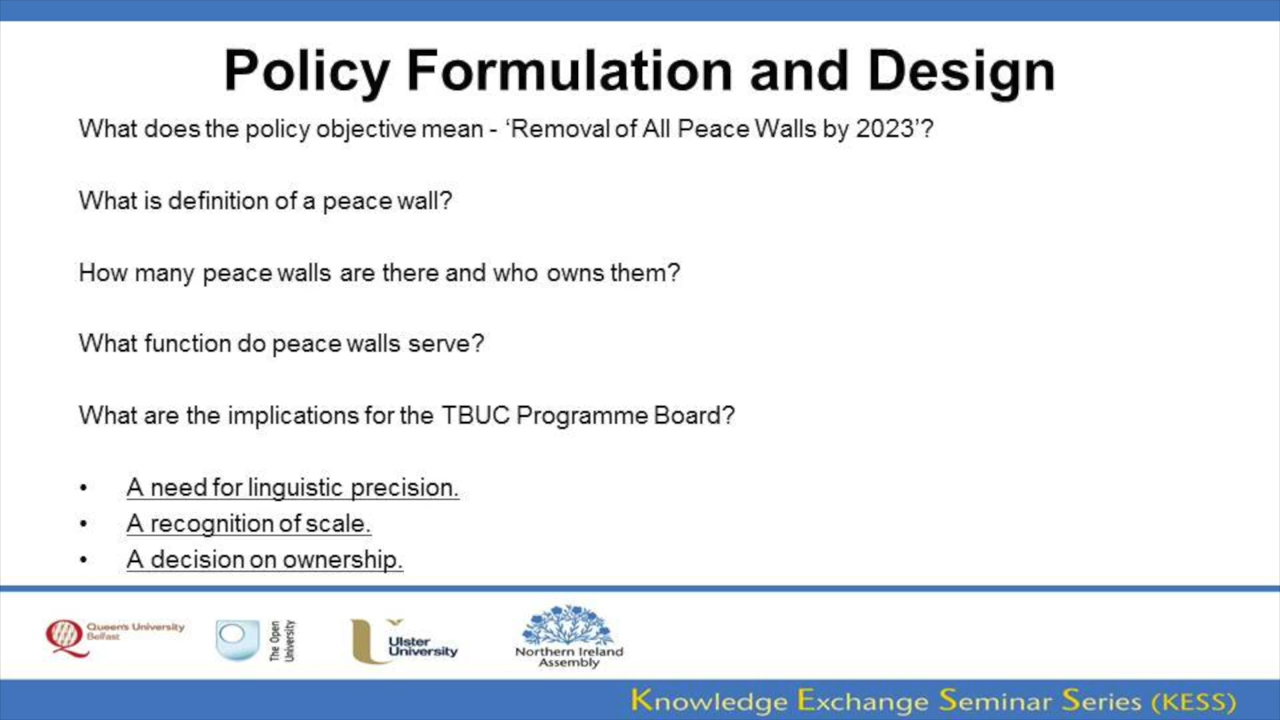 Policy Formulation and Design
What does the policy objective mean - ‘Removal of All Peace Walls by 2023’?
What is definition of a peace wall?
How many peace walls are there and who owns them?
What function do peace walls serve?
What are the implications for the TBUC Programme Board?
• A need for linguistic precision.
• A recognition of scale.
• A decision on ownership.
Queen's University
Belfast
The Open
University
Ulster
University
Northern Ireland
Assembly
Knowledge Exchange Seminar Series (KESS)